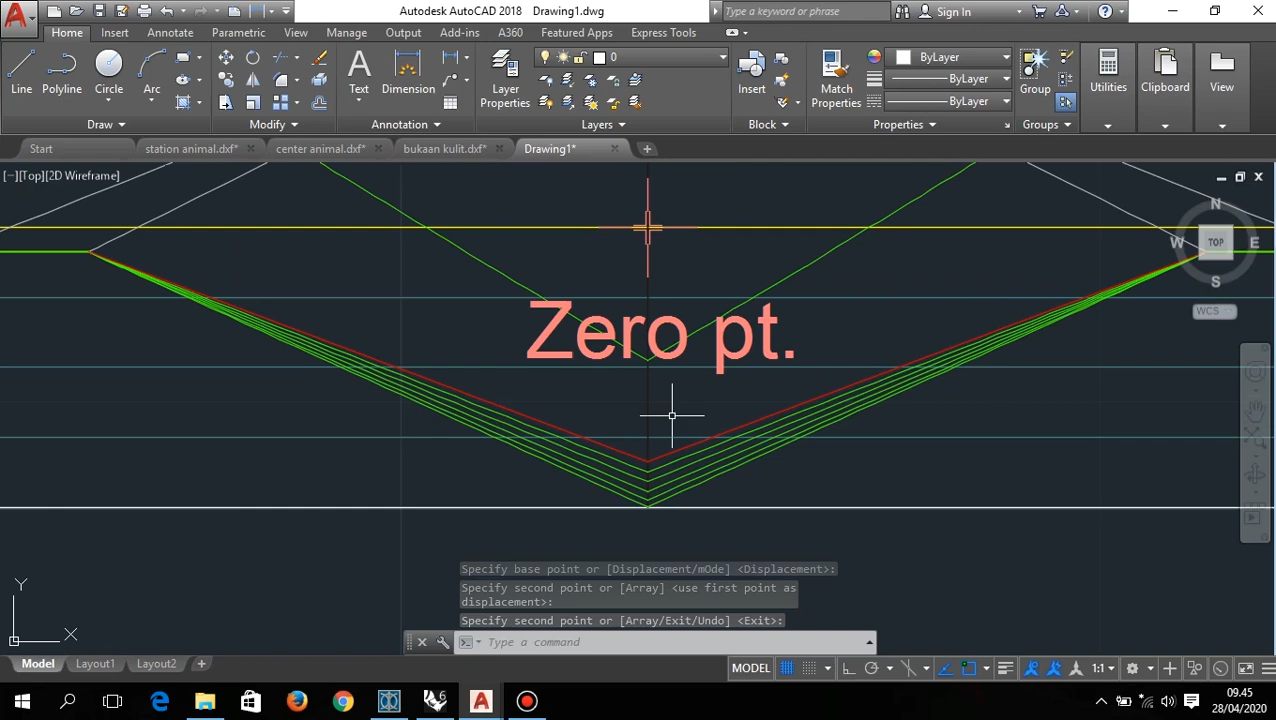 Autodesk AutoCAD 2018 Drawing1.dwg
Type a keyword or phrase
Sign In
Home Insert Annotate Parametric View Manage Output Add-ins A360 Featured Apps Express Tools
Line Polyline Circle Arc
Text Dimension
Layer Properties
0
Insert
Match Properties
ByLayer
ByLayer
ByLayer
Group
Utilities
Clipboard
View
Draw Modify Annotation Layers Block Properties Groups
Start station animal.dxf* center animal.dxf* bukaan kulit.dxf* Drawing1*
[−][Top][2D Wireframe]
N
W TOP E
S
WCS
Zero pt.
Y
X
Specify base point or [Displacement/mOde] <Displacement>:
Specify second point or [Array] <use first point as
displacement>:
Specify second point or [Array/Exit/Undo] <Exit>:
Type a command
Model Layout1 Layout2
MODEL
1:1
09.45
28/04/2020